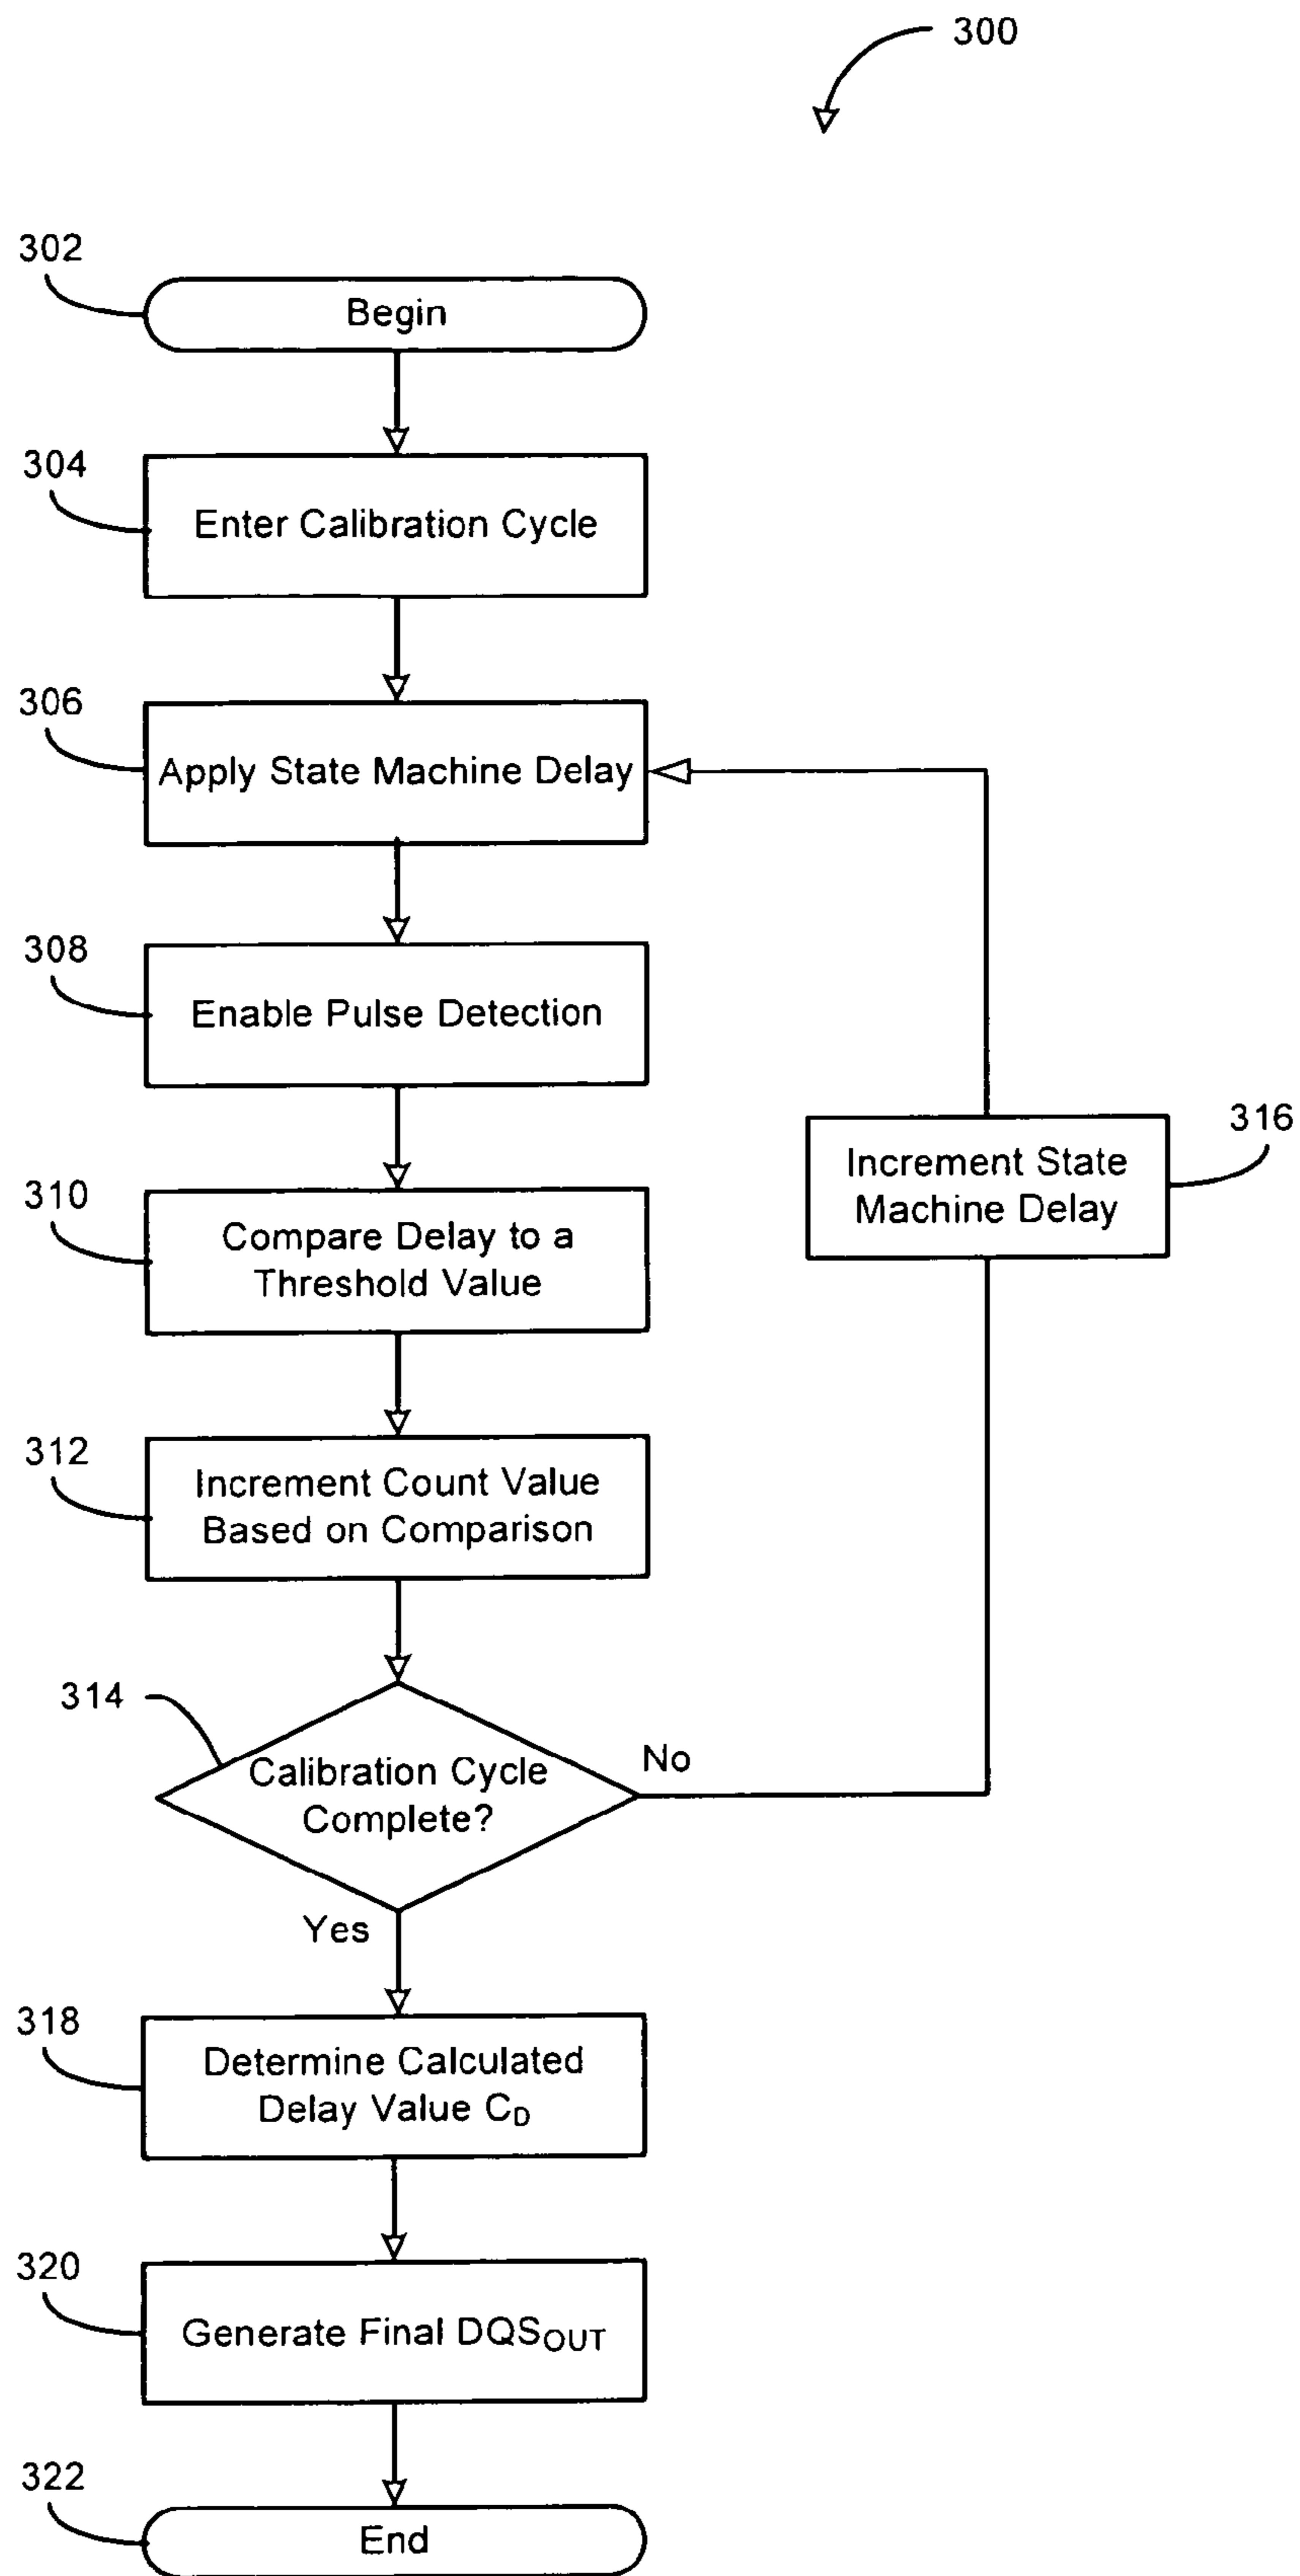 300
302
Begin
304
Enter Calibration Cycle
306
Apply State Machine Delay
308
Enable Pulse Detection
310
Compare Delay to a
Threshold Value
316
Increment State
Machine Delay
312
Increment Count Value
Based on Comparison
314
Calibration Cycle
Complete?
No
Yes
318
Determine Calculated
Delay Value C_D
320
Generate Final DQS_OUT
322
End